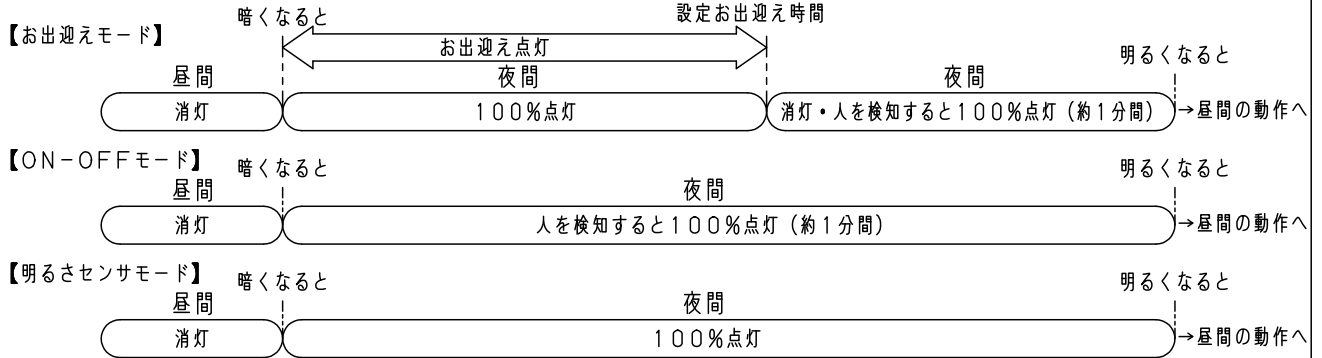 暗くなると 設定お出迎え時間
【お出迎えモード】
お出迎え点灯
明るくなると
昼間 夜間 夜間
消灯 100%点灯 消灯・人を検知すると100%点灯(約1分間) →昼間の動作へ
【ON-OFFモード】 暗くなると 明るくなると
昼間 夜間
消灯 人を検知すると100%点灯(約1分間) →昼間の動作へ
【明るさセンサモード】 暗くなると 明るくなると
昼間 夜間
消灯 100%点灯 →昼間の動作へ